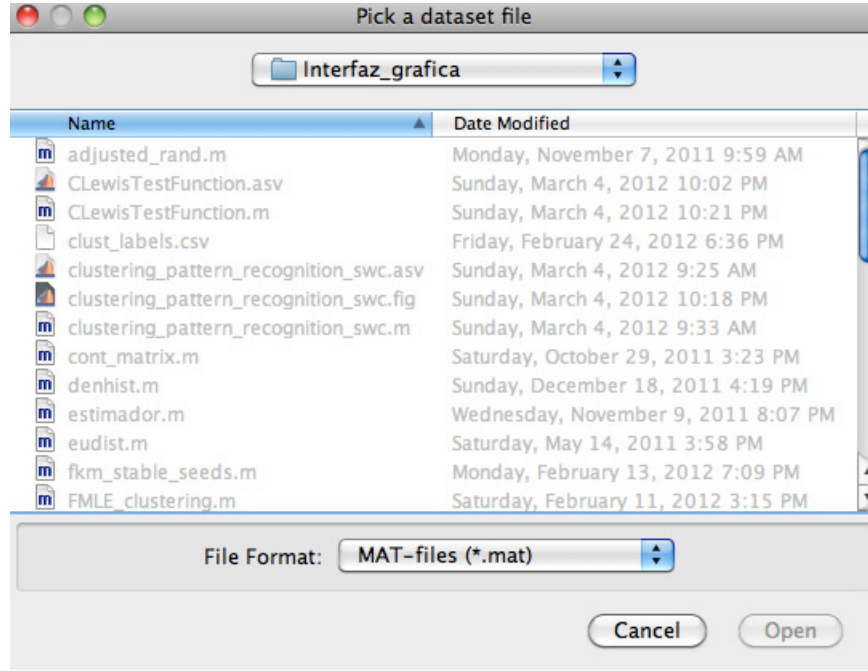 Pick a dataset file
Interfaz_grafica
Name Date Modified
adjusted_rand.m Monday, November 7, 2011 9:59 AM
CLewisTestFunction.asv Sunday, March 4, 2012 10:02 PM
CLewisTestFunction.m Sunday, March 4, 2012 10:21 PM
clust_labels.csv Friday, February 24, 2012 6:36 PM
clustering_pattern_recognition_swc.asv Sunday, March 4, 2012 9:25 AM
clustering_pattern_recognition_swc.fig Sunday, March 4, 2012 10:18 PM
clustering_pattern_recognition_swc.m Sunday, March 4, 2012 9:33 AM
cont_matrix.m Saturday, October 29, 2011 3:23 PM
denhist.m Sunday, December 18, 2011 4:19 PM
estimador.m Wednesday, November 9, 2011 8:07 PM
eudist.m Saturday, May 14, 2011 3:58 PM
fkm_stable_seeds.m Monday, February 13, 2012 7:09 PM
FMLE_clustering.m Saturday, February 11, 2012 3:15 PM
File Format: MAT-files (*.mat)
Cancel Open